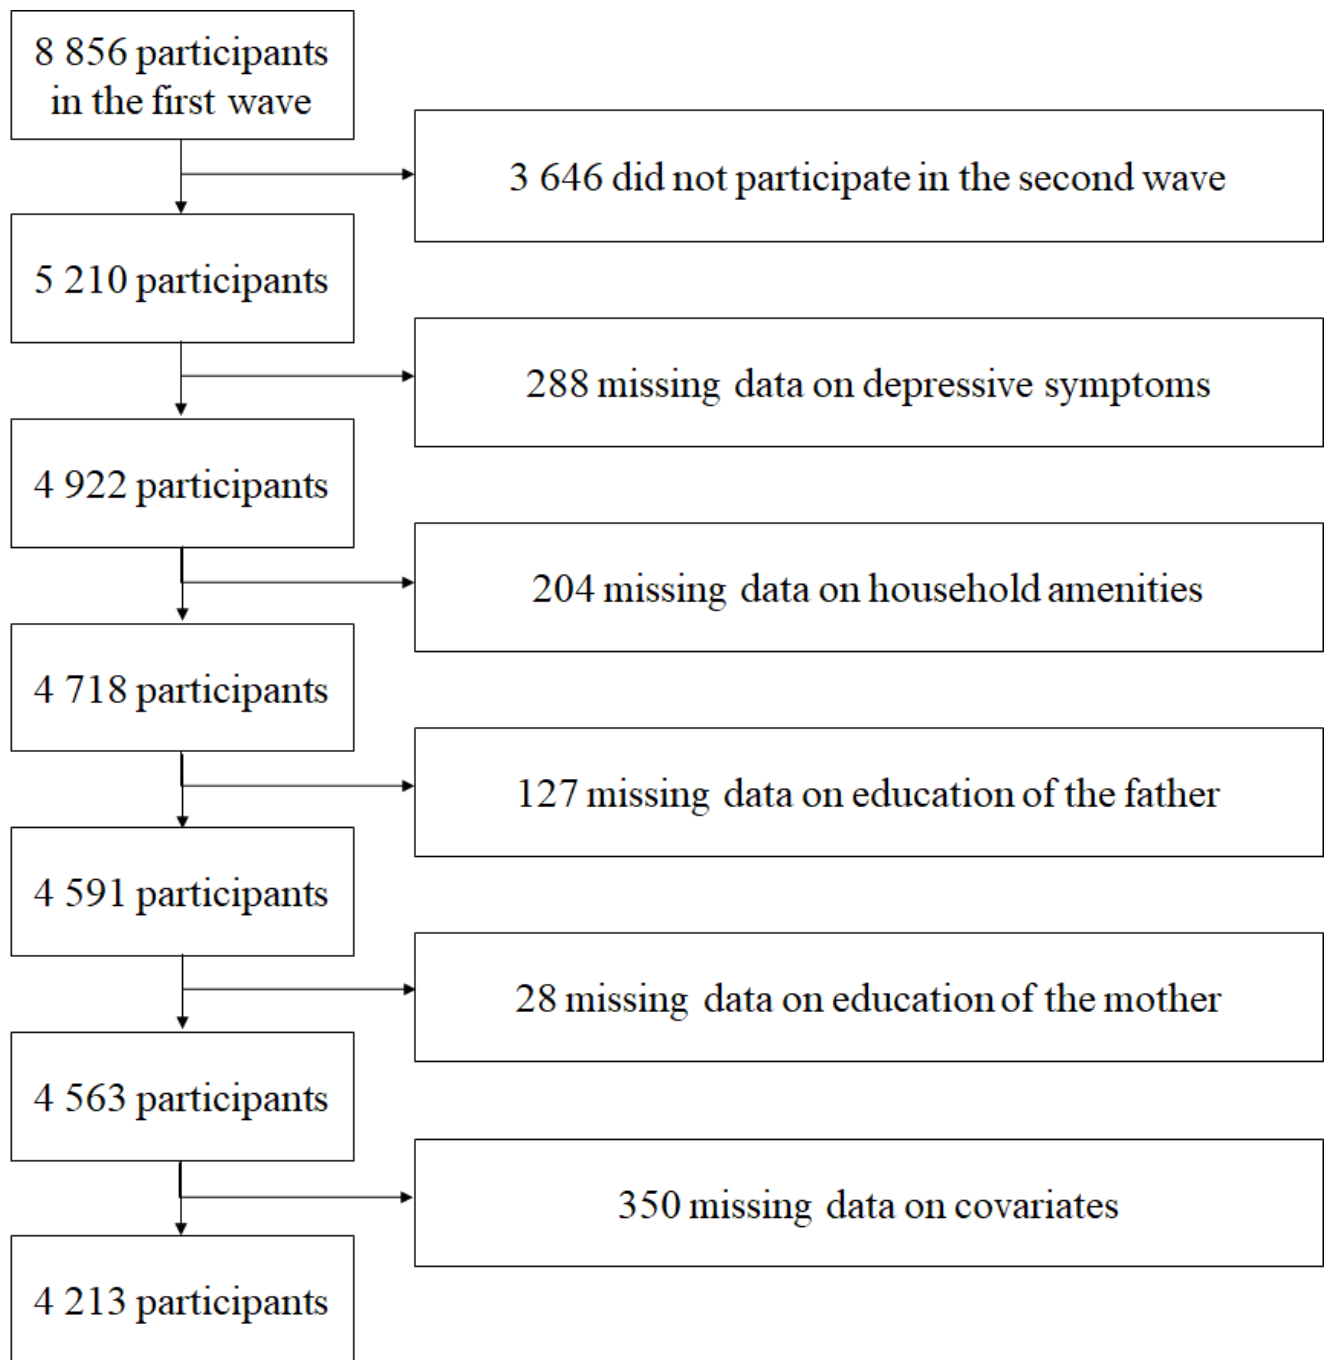 8 856 participants
in the first wave
3 646 did not participate in the second wave
5 210 participants
288 missing data on depressive symptoms
4 922 participants
204 missing data on household amenities
4 718 participants
127 missing data on education of the father
4 591 participants
28 missing data on education of the mother
4 563 participants
350 missing data on covariates
4 213 participants